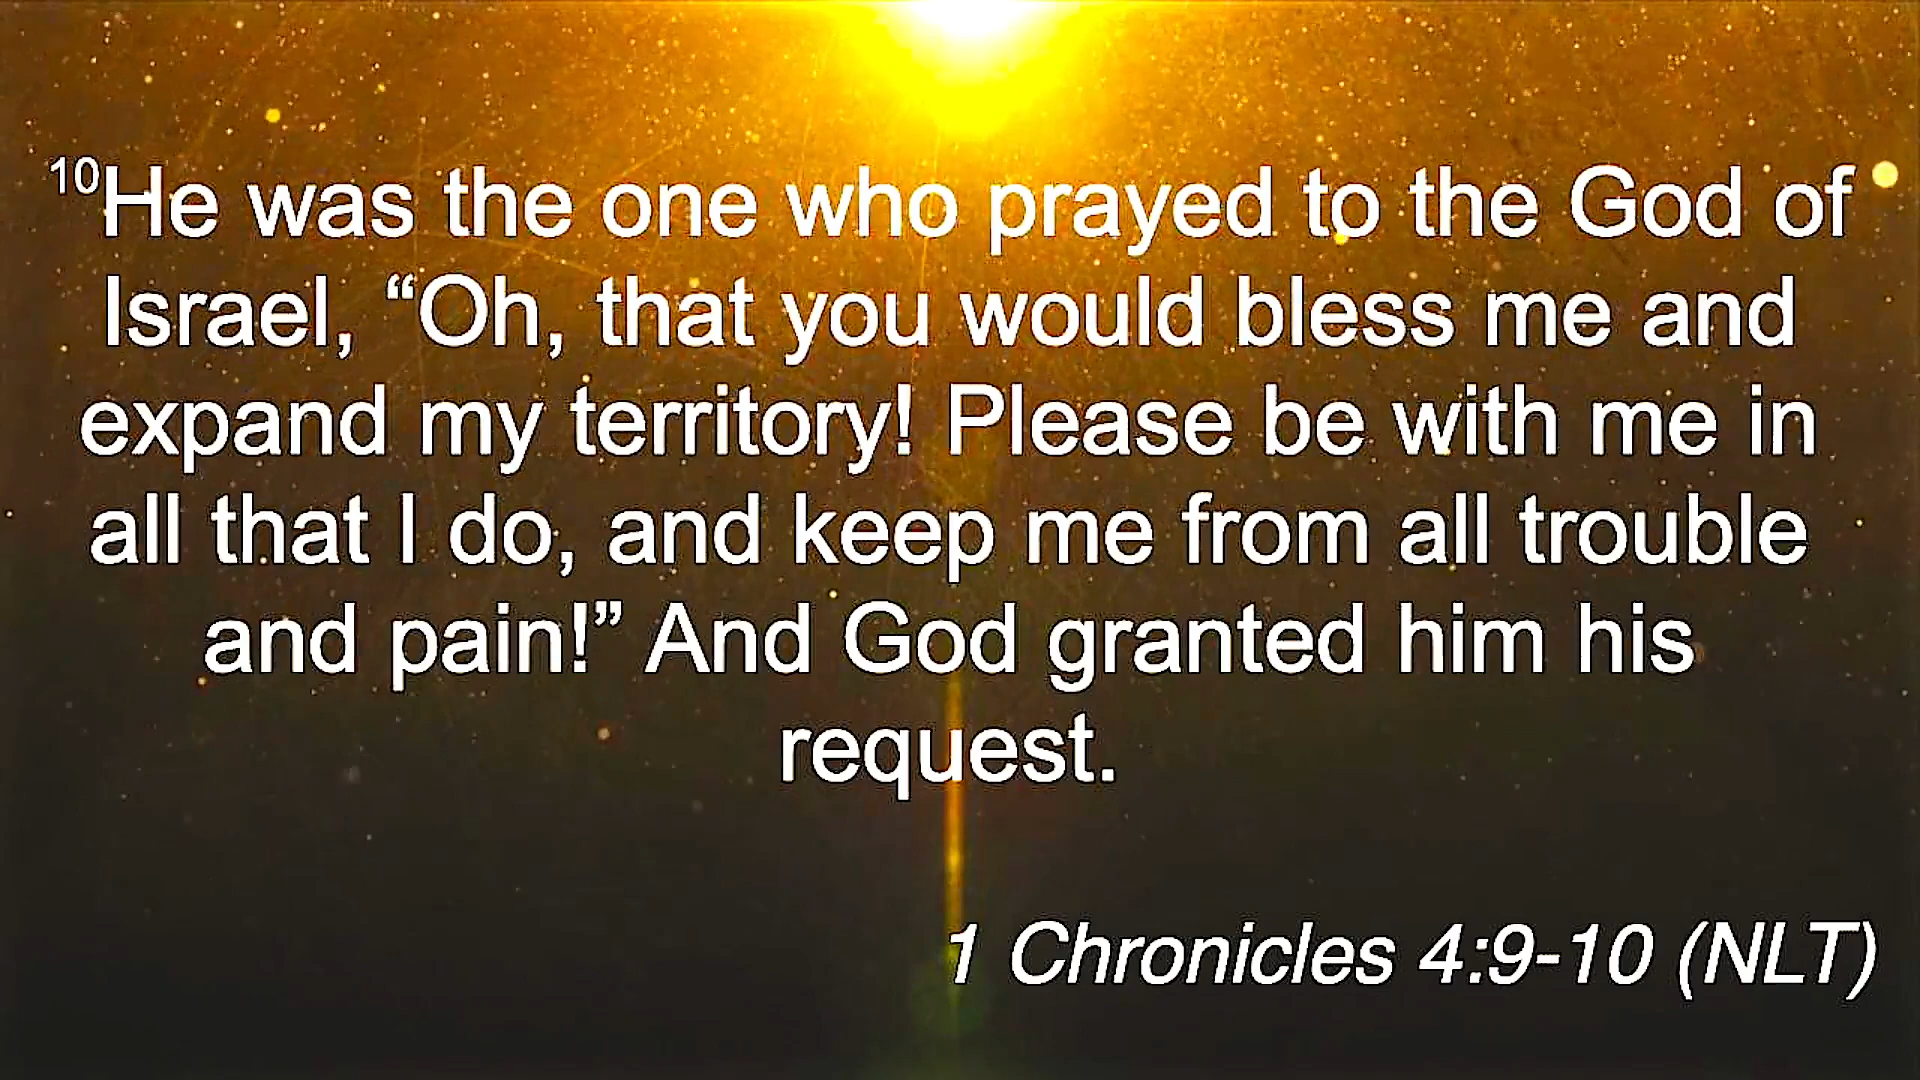 ¹⁰He was the one who prayed to the God of
Israel, “Oh, that you would bless me and
expand my territory! Please be with me in
all that I do, and keep me from all trouble
and pain!” And God granted him his
request.
1 Chronicles 4:9-10 (NLT)